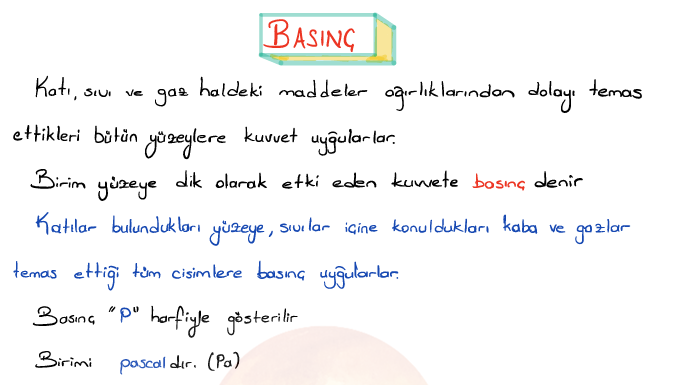 BASINÇ
Katı, sıvı ve gaz haldeki maddeler ağırlıklarından dolayı temas
ettikleri bütün yüzeylere kuvvet uygularlar.
Birim yüzeye dik olarak etki eden kuvvete basınç denir
Katılar bulundukları yüzeye, sıvılar içine konuldukları kaba ve gazlar
temas ettiği tüm cisimlere basınç uygularlar.
Basınç "P" harfiyle gösterilir
Birimi pascaldır. (Pa)